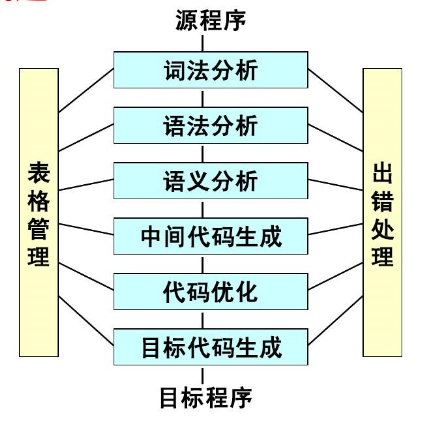 源程序
词法分析
语法分析
语义分析
中间代码生成
代码优化
目标代码生成
目标程序
表格管理
出错处理